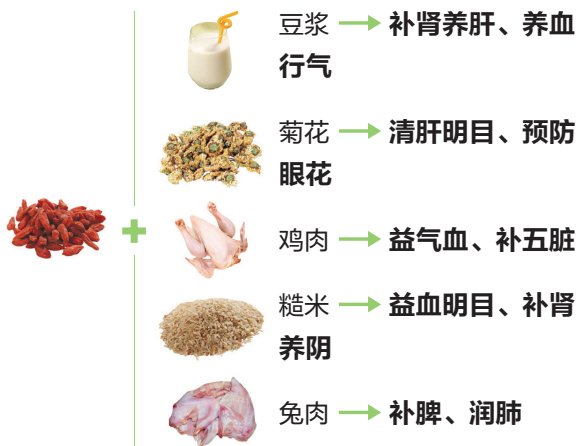 豆浆 → 补肾养肝、养血
行气
菊花 → 清肝明目、预防
眼花
鸡肉 → 益气血、补五脏
糙米 → 益血明目、补肾
养阴
兔肉 → 补脾、润肺